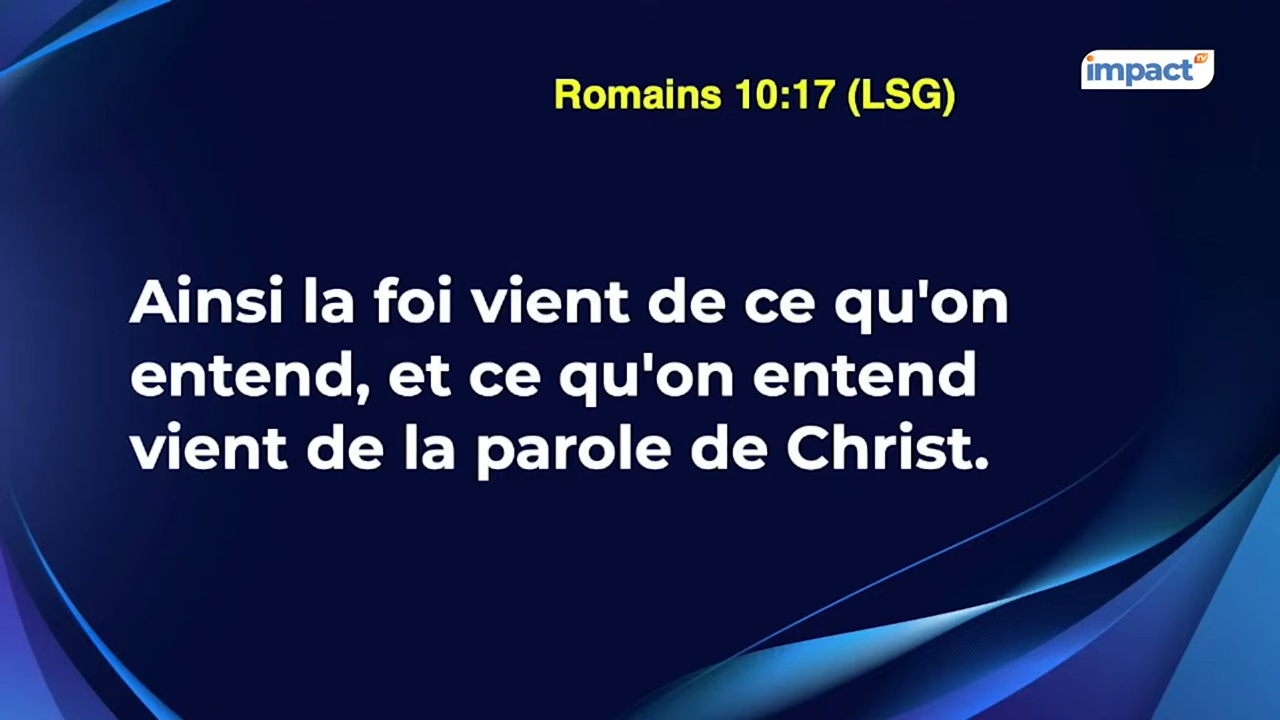 impact TV
Romains 10:17 (LSG)
Ainsi la foi vient de ce qu'on
entend, et ce qu'on entend
vient de la parole de Christ.